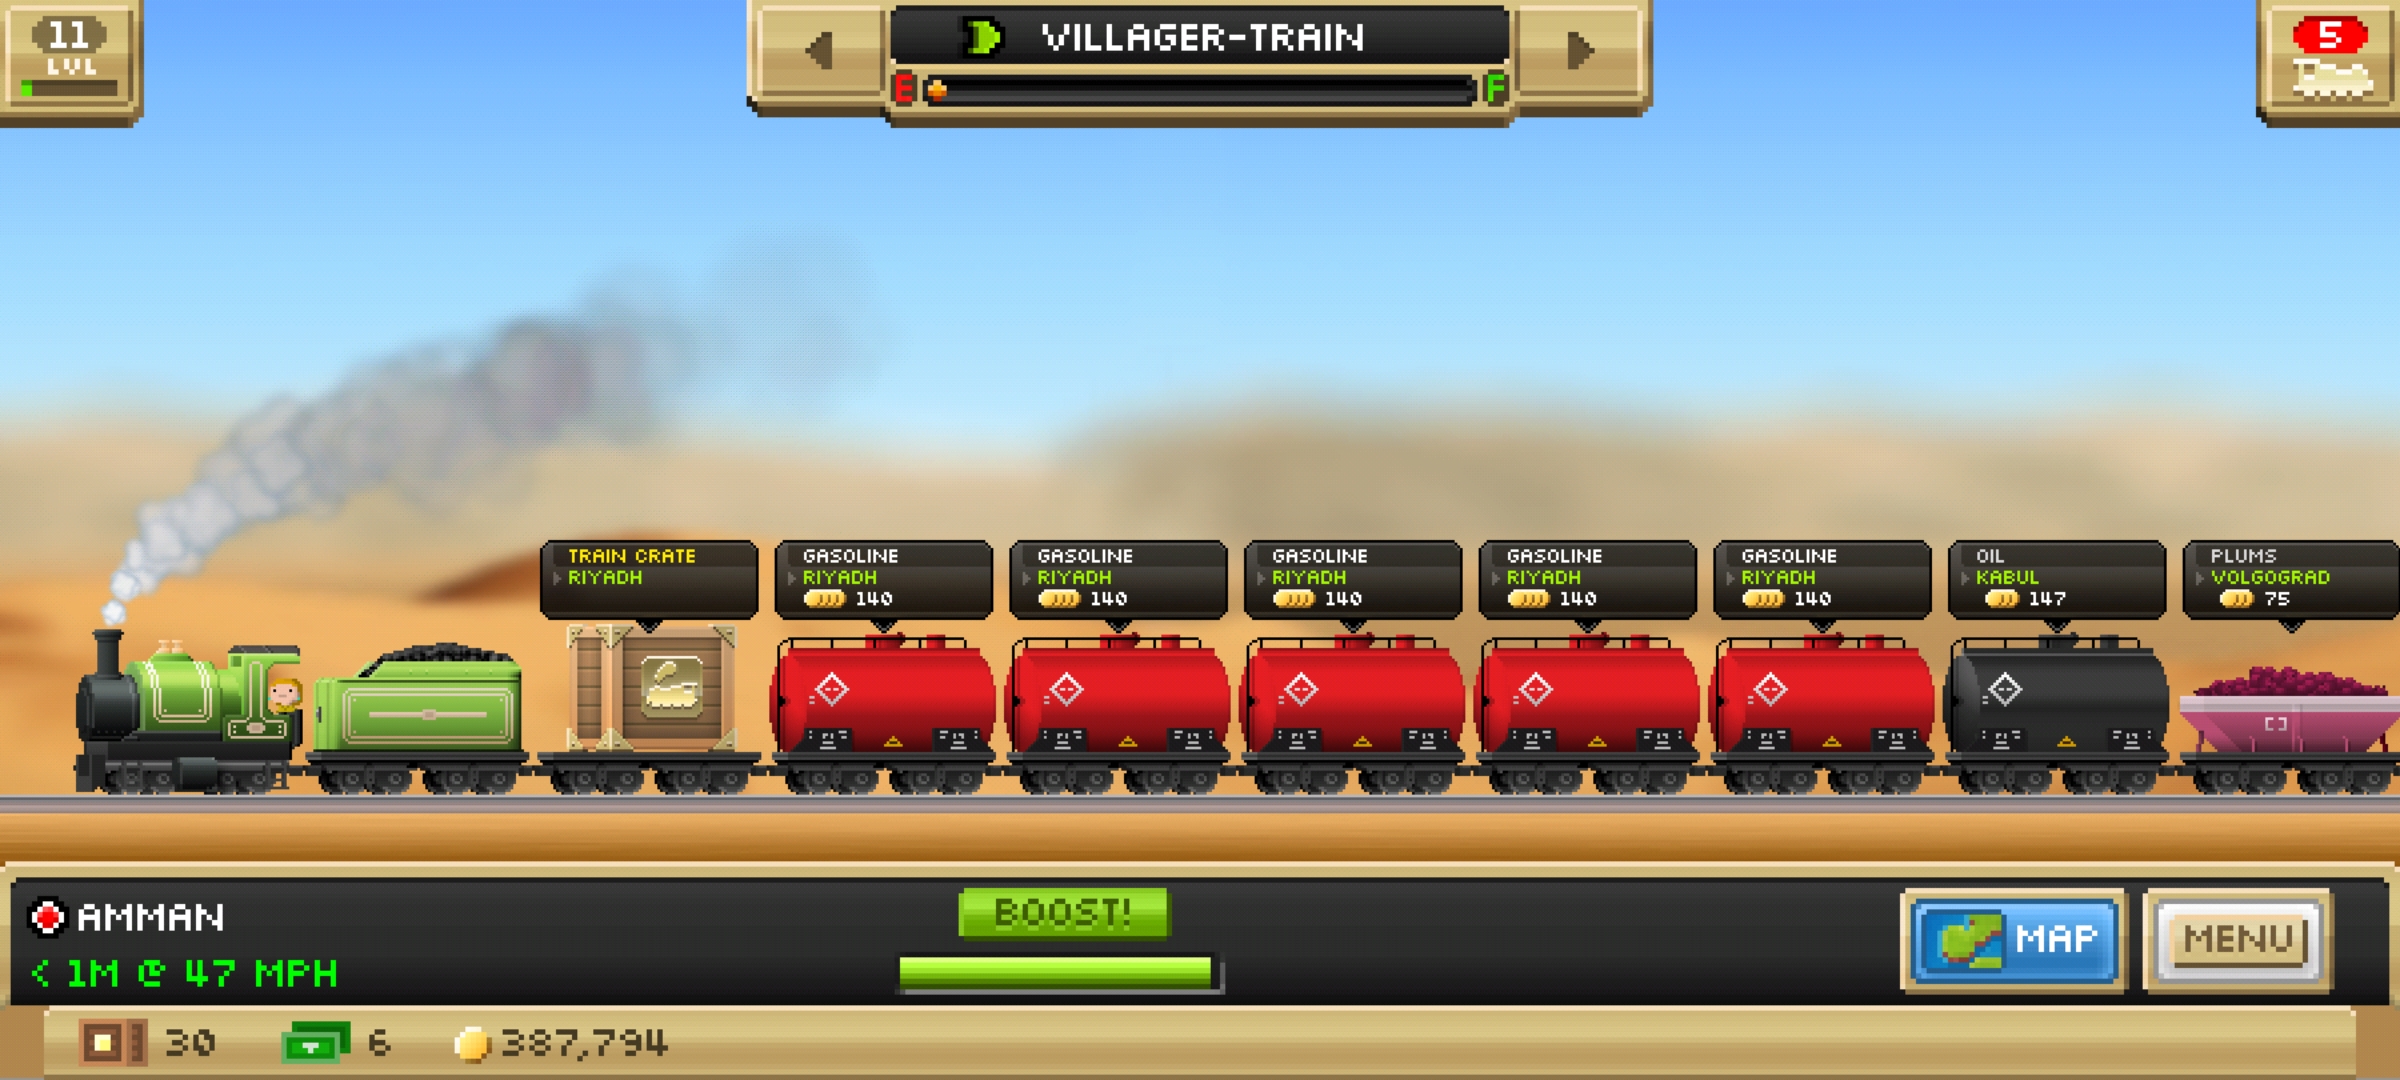 11
LVL
VILLAGER-TRAIN
E F
5
TRAIN CRATE
RIYADH
GASOLINE
RIYADH
140
GASOLINE
RIYADH
140
GASOLINE
RIYADH
140
GASOLINE
RIYADH
140
GASOLINE
RIYADH
140
OIL
KABUL
147
PLUMS
VOLGOGRAD
75
AMMAN
< 1M @ 47 MPH
BOOST!
MAP
MENU
30
6
387,794